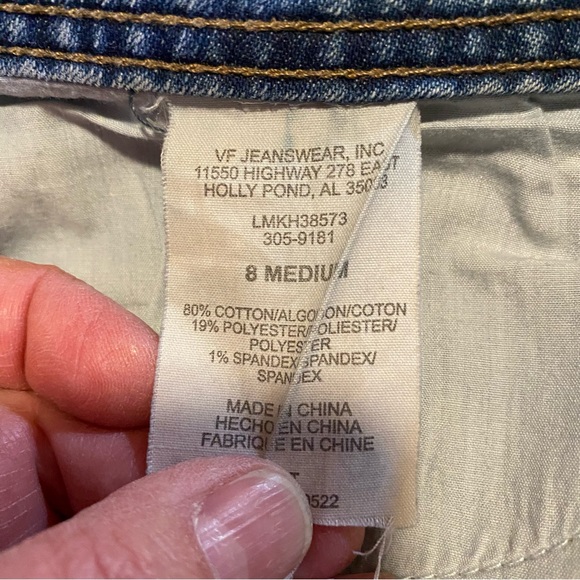 VF JEANSWEAR, INC
11550 HIGHWAY 278 EAST
HOLLY POND, AL
LMKH38573
305-9181
8 MEDIUM
80% COTTON/ALGODON/COTON
19% POLYESTER/POLIESTER/
POLYESTER
1% SPANDEX/SPANDEX/
SPANDEX
MADE IN CHINA
HECHO EN CHINA
FABRIQUE EN CHINE